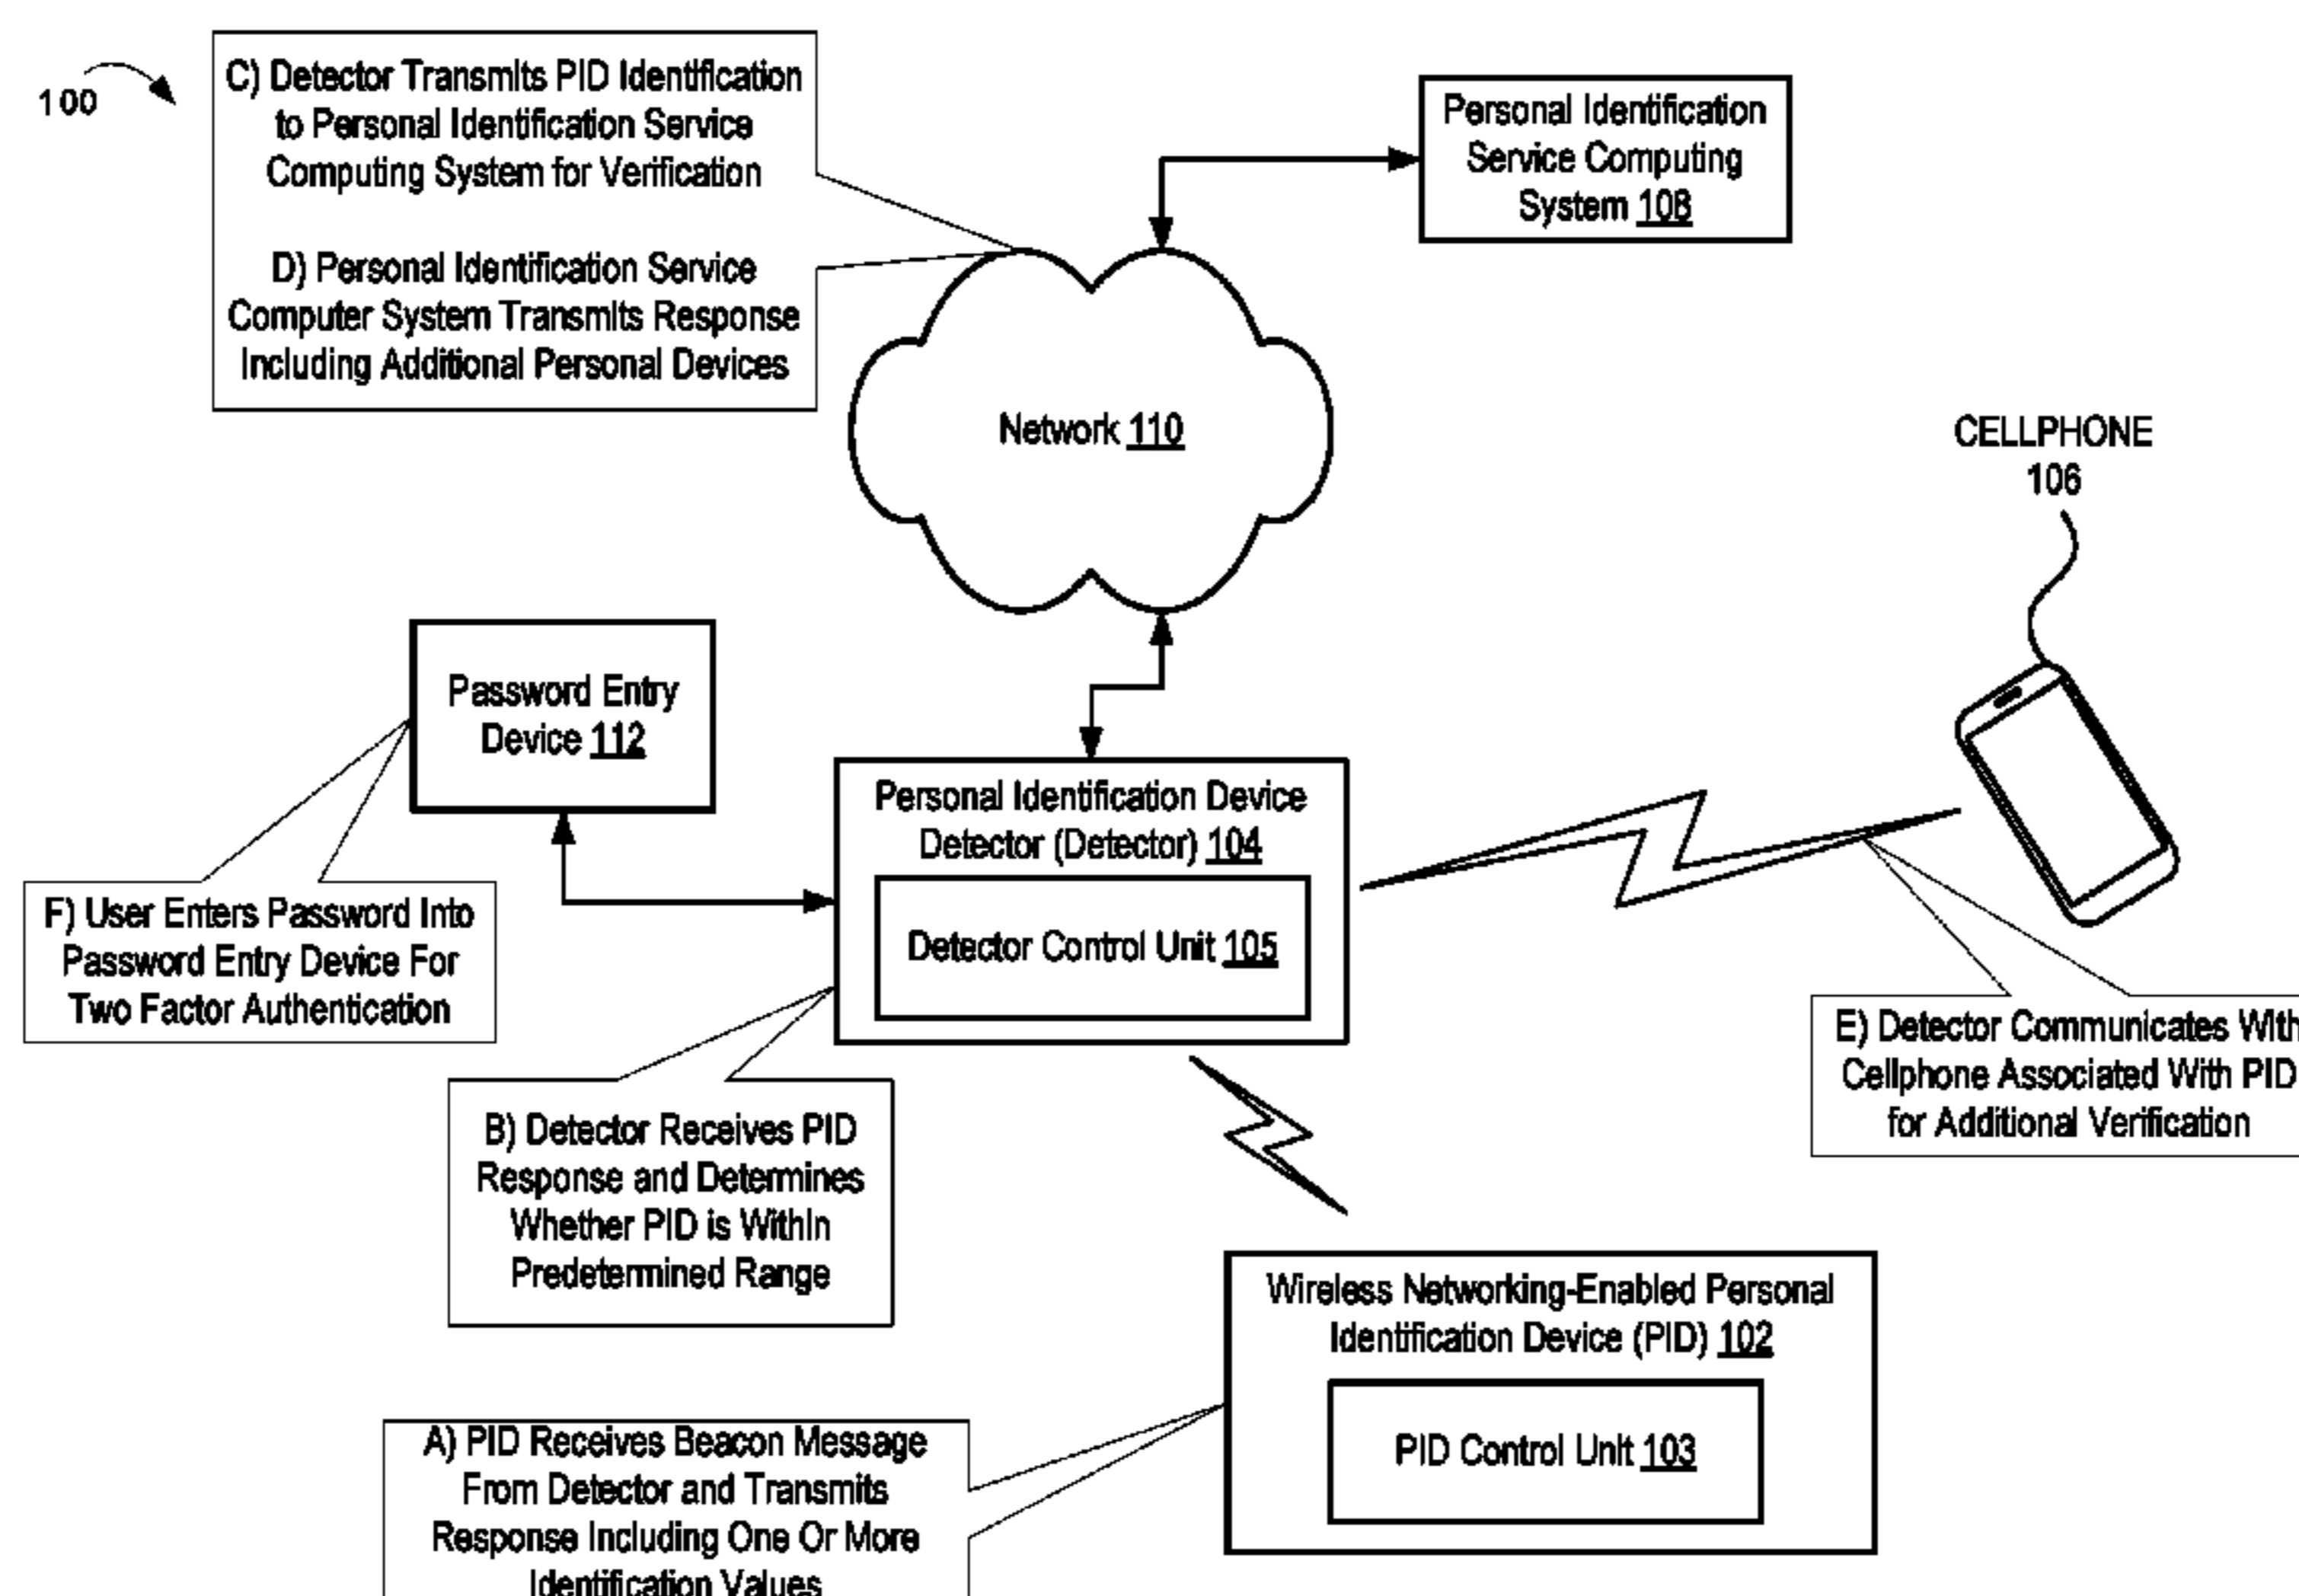 100
C) Detector Transmits PID Identification
to Personal Identification Service
Computing System for Verification
D) Personal Identification Service
Computer System Transmits Response
Including Additional Personal Devices
Personal Identification
Service Computing
System 108
Network 110
CELLPHONE
106
Password Entry
Device 112
Personal Identification Device
Detector (Detector) 104
Detector Control Unit 105
F) User Enters Password Into
Password Entry Device For
Two Factor Authentication
E) Detector Communicates With
Cellphone Associated With PID
for Additional Verification
B) Detector Receives PID
Response and Determines
Whether PID is Within
Predetermined Range
Wireless Networking-Enabled Personal
Identification Device (PID) 102
PID Control Unit 103
A) PID Receives Beacon Message
From Detector and Transmits
Response Including One Or More
Identification Values